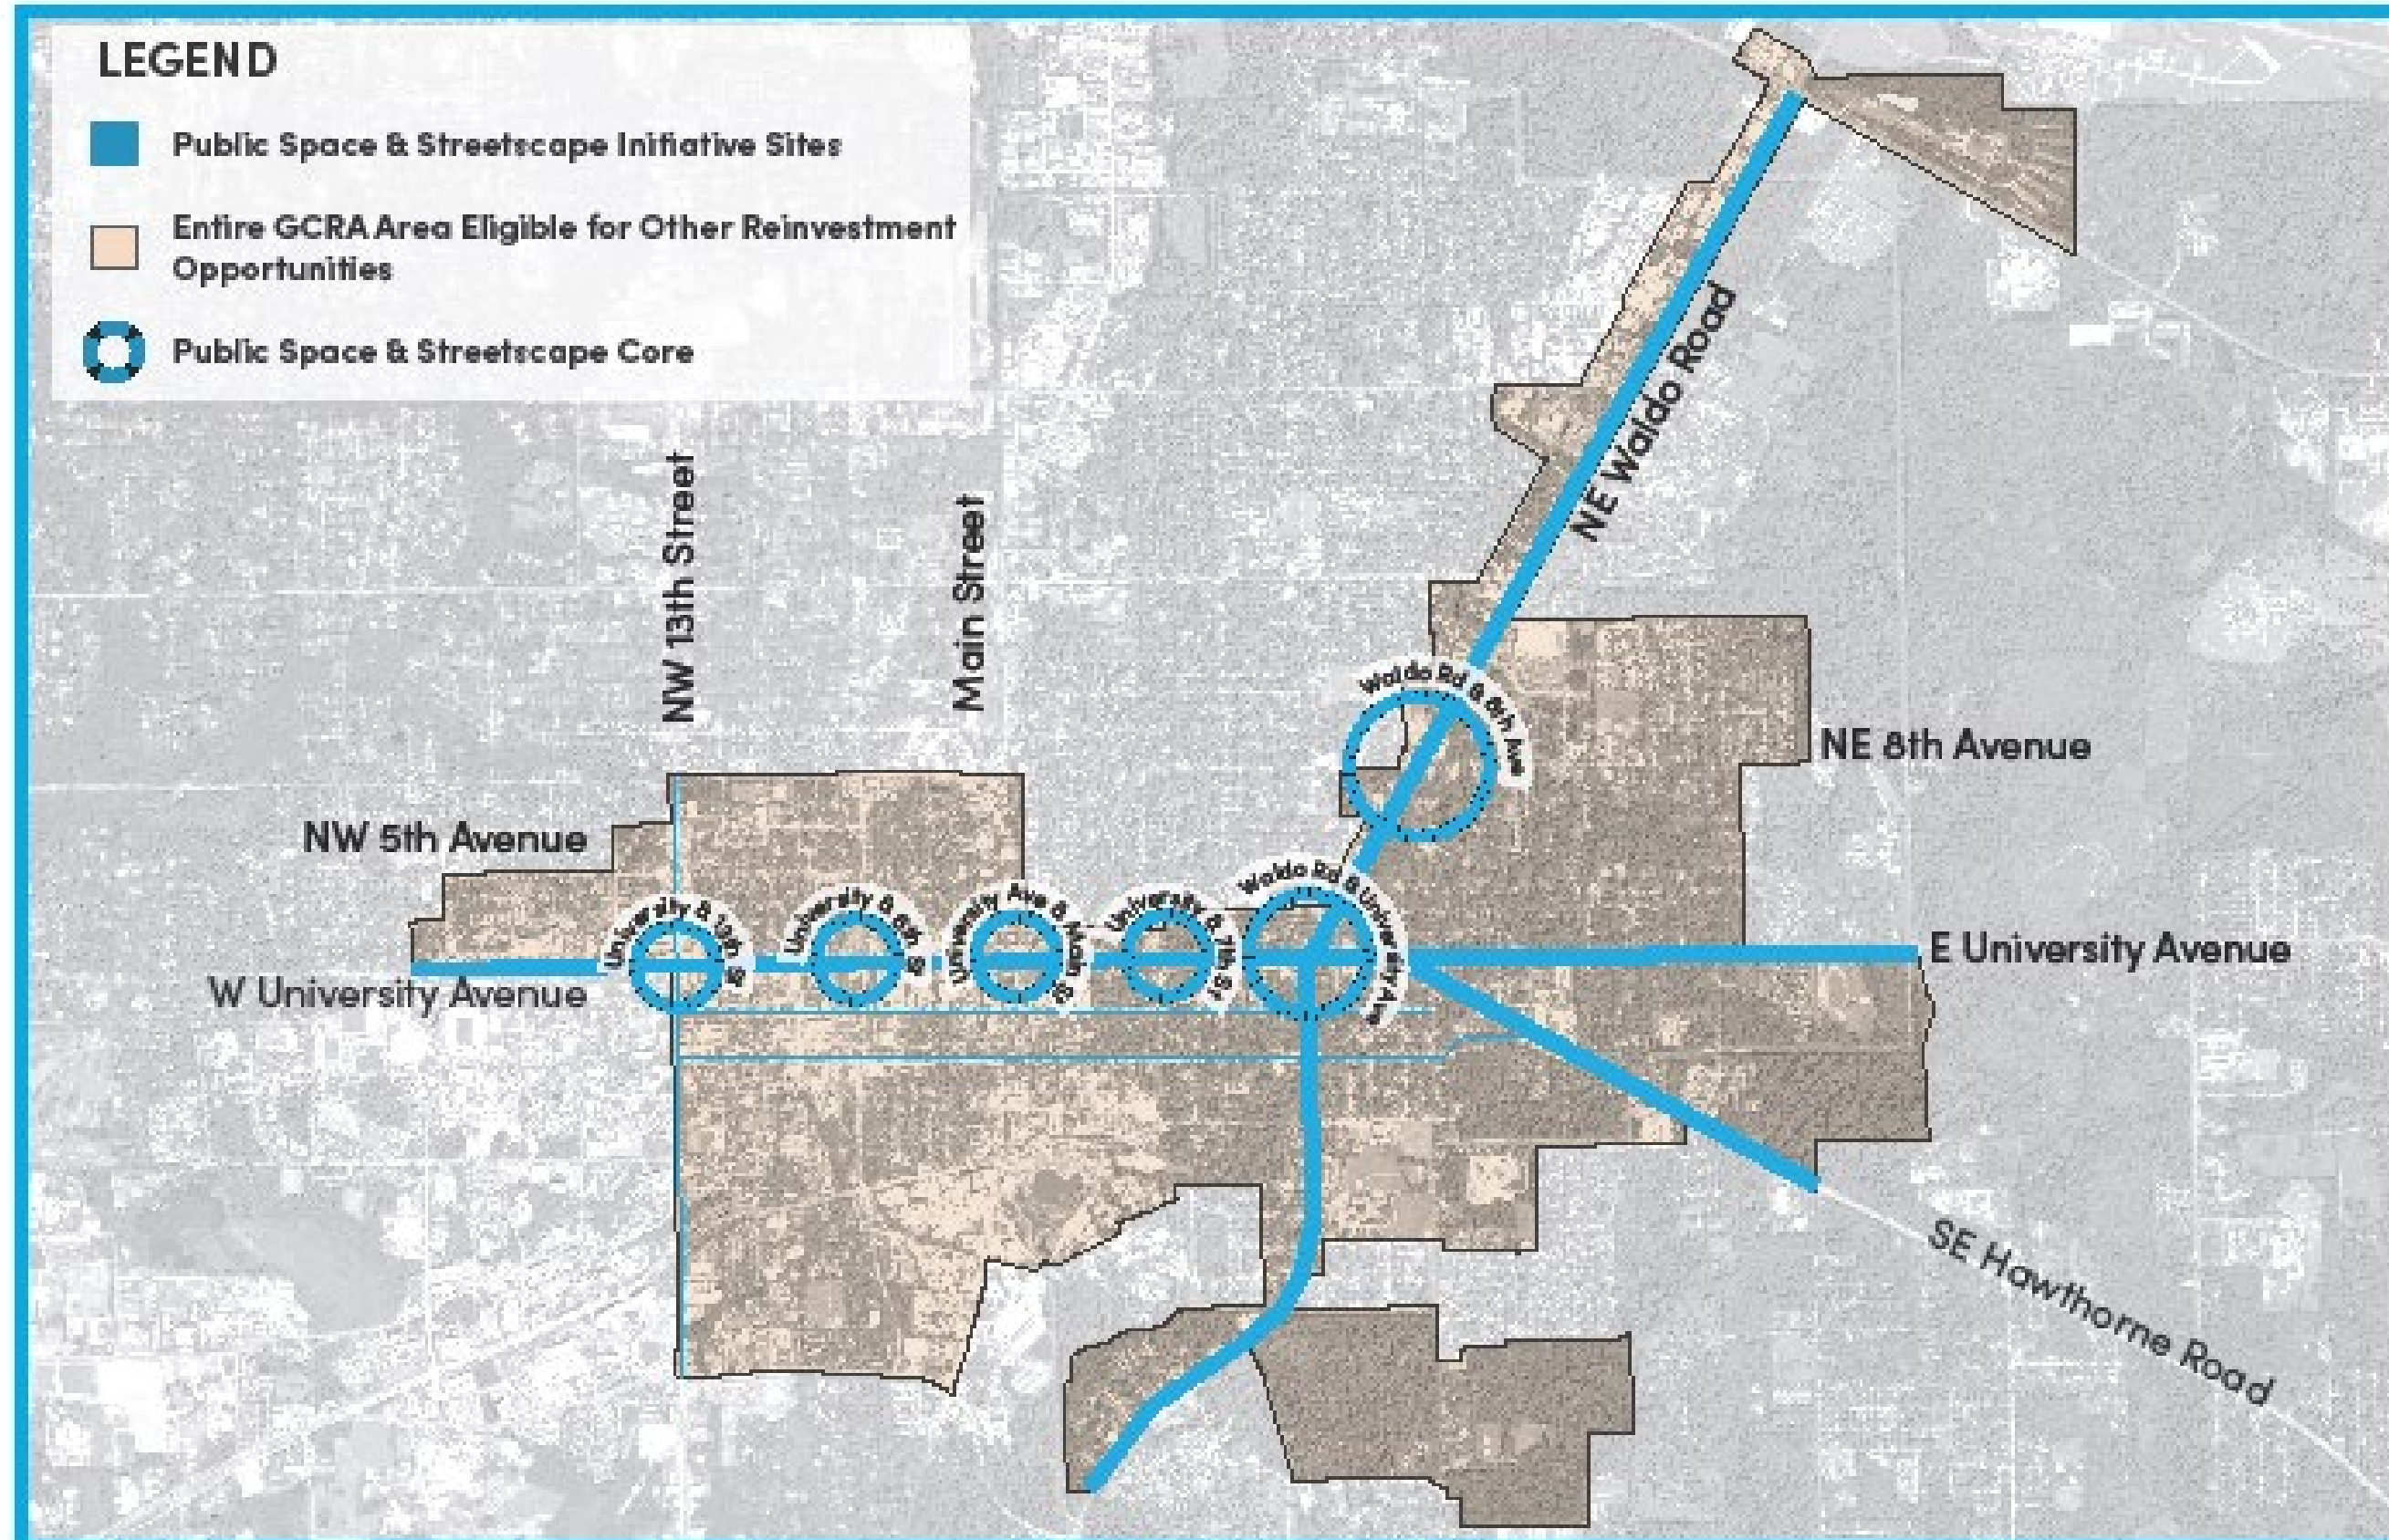 LEGEND
Public Space & Streetscape Initiative Sites
Entire GCRA Area Eligible for Other Reinvestment
Opportunities
Public Space & Streetscape Core
NW 13th Street
Main Street
NE Waldo Road
Waldo Rd & 8th Ave
NE 8th Avenue
NW 5th Avenue
University & 13th St
University & 6th St
University Ave & Main St
University & 7th St
Waldo Rd & University Ave
E University Avenue
W University Avenue
SE Hawthorne Road